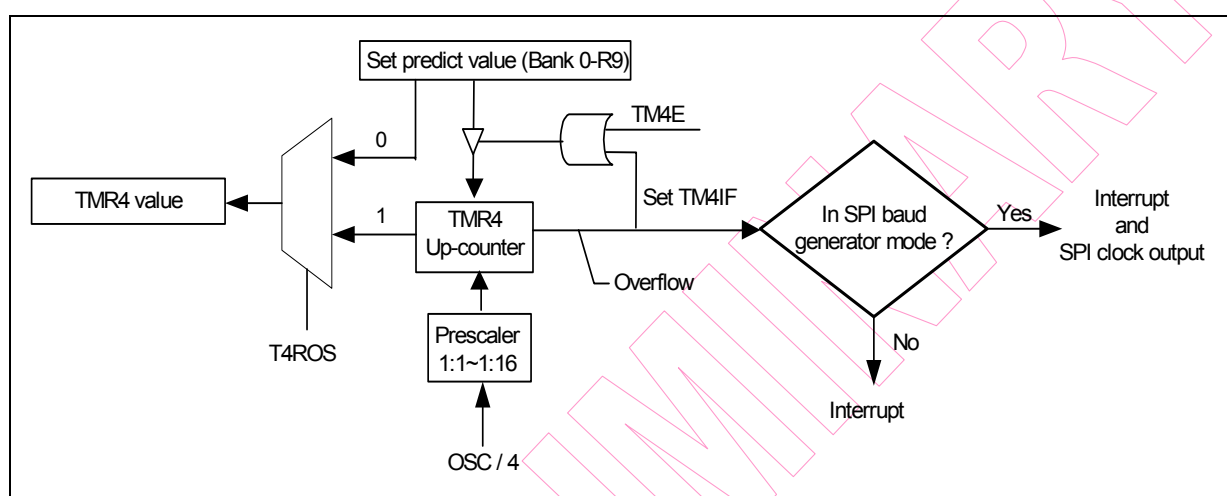 Set predict value (Bank 0-R9)
TM4E
0
TMR4 value
1
TMR4
Up-counter
Set TM4IF
Overflow
In SPI baud
generator mode ?
Yes
Interrupt
and
SPI clock output
T4ROS
Prescaler
1:1~1:16
No
Interrupt
OSC / 4